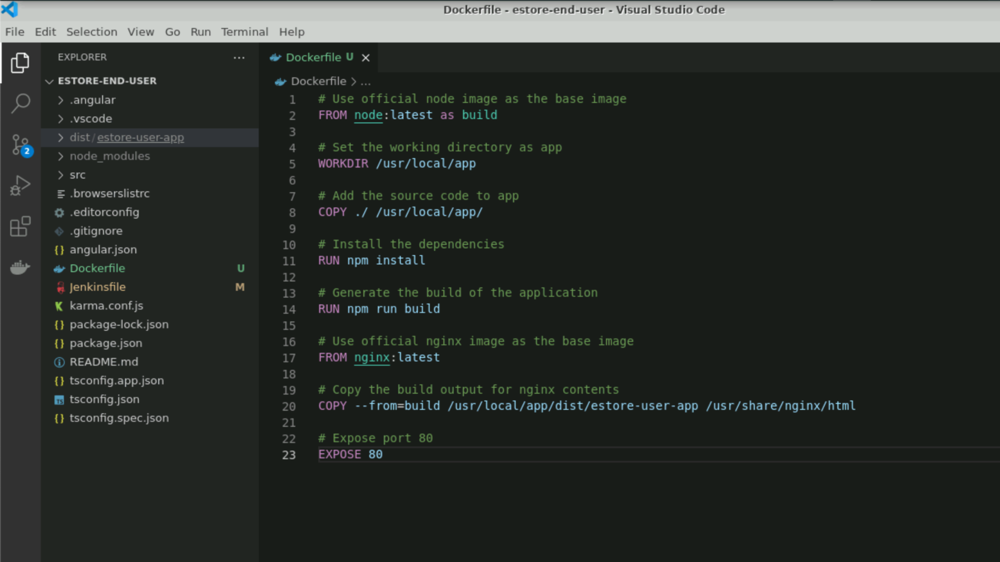 Dockerfile - estore-end-user - Visual Studio Code
File Edit Selection View Go Run Terminal Help
EXPLORER ...
ESTORE-END-USER
.angular
.vscode
dist/estore-user-app
node_modules
src
.browserslistrc
.editorconfig
.gitignore
angular.json
Dockerfile U
Jenkinsfile M
karma.conf.js
package-lock.json
package.json
README.md
tsconfig.app.json
tsconfig.json
tsconfig.spec.json
2
Dockerfile U
Dockerfile > ...
1 # Use official node image as the base image
2 FROM node:latest as build
3
4 # Set the working directory as app
5 WORKDIR /usr/local/app
6
7 # Add the source code to app
8 COPY ./ /usr/local/app/
9
10 # Install the dependencies
11 RUN npm install
12
13 # Generate the build of the application
14 RUN npm run build
15
16 # Use official nginx image as the base image
17 FROM nginx:latest
18
19 # Copy the build output for nginx contents
20 COPY --from=build /usr/local/app/dist/estore-user-app /usr/share/nginx/html
21
22 # Expose port 80
23 EXPOSE 80